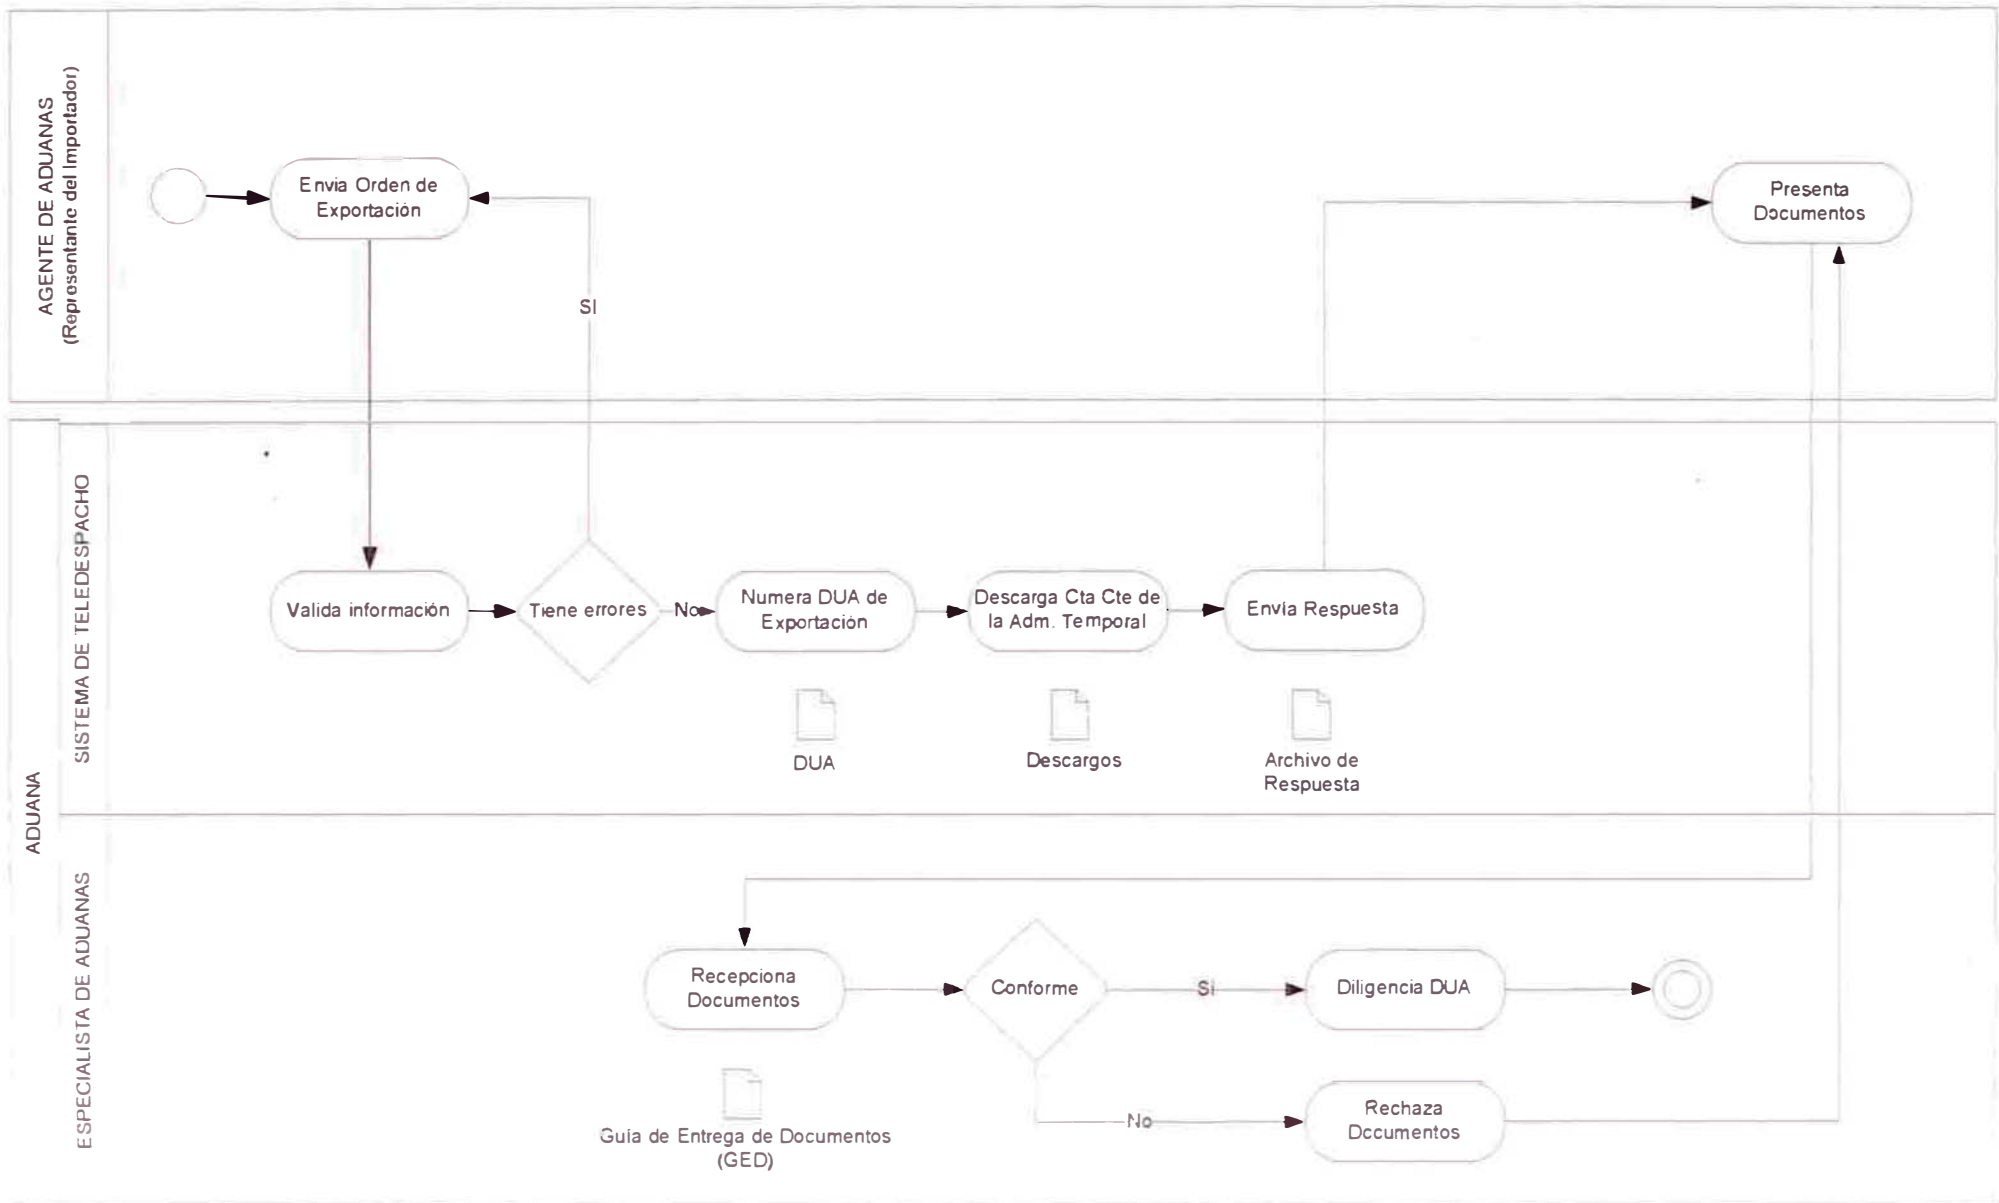 AGENTE DE ADUANAS
(Representante del Importador)
Envia Orden de
Exportación
SI
Presenta
Documentos
ADUANA
SISTEMA DE TELEDESPACHO
Valida información
Tiene errores
No
Numera DUA de
Exportación
Descarga Cta Cte de
la Adm. Temporal
Envía Respuesta
DUA
Descargos
Archivo de
Respuesta
ESPECIALISTA DE ADUANAS
Recepciona
Documentos
Conforme
Si
Diligencia DUA
No
Rechaza
Documentos
Guía de Entrega de Documentos
(GED)